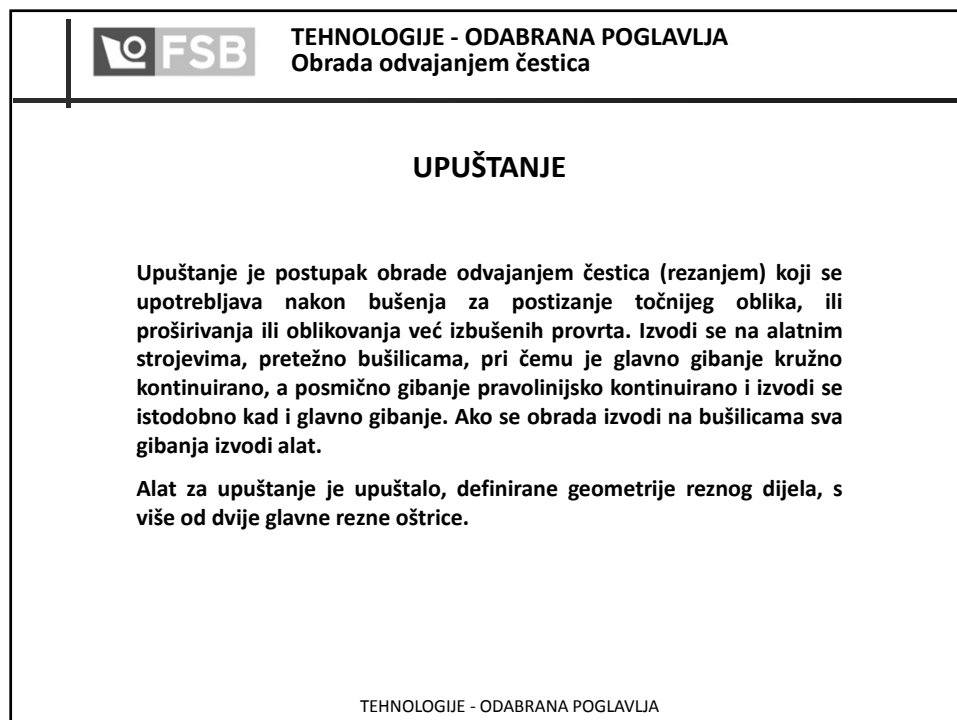 FSB
TEHNOLOGIJE - ODABRANA POGLAVLJA
Obrada odvajanjem čestica
UPUŠTANJE
Upuštanje je postupak obrade odvajanjem čestica (rezanjem) koji se
upotrebljava nakon bušenja za postizanje točnijeg oblika, ili
proširivanja ili oblikovanja već izbušenih provrta. Izvodi se na alatnim
strojevima, pretežno bušilicama, pri čemu je glavno gibanje kružno
kontinuirano, a posmično gibanje pravolinijsko kontinuirano i izvodi se
istodobno kad i glavno gibanje. Ako se obrada izvodi na bušilicama sva
gibanja izvodi alat.
Alat za upuštanje je upuštalo, definirane geometrije reznog dijela, s
više od dvije glavne rezne oštrice.
TEHNOLOGIJE - ODABRANA POGLAVLJA